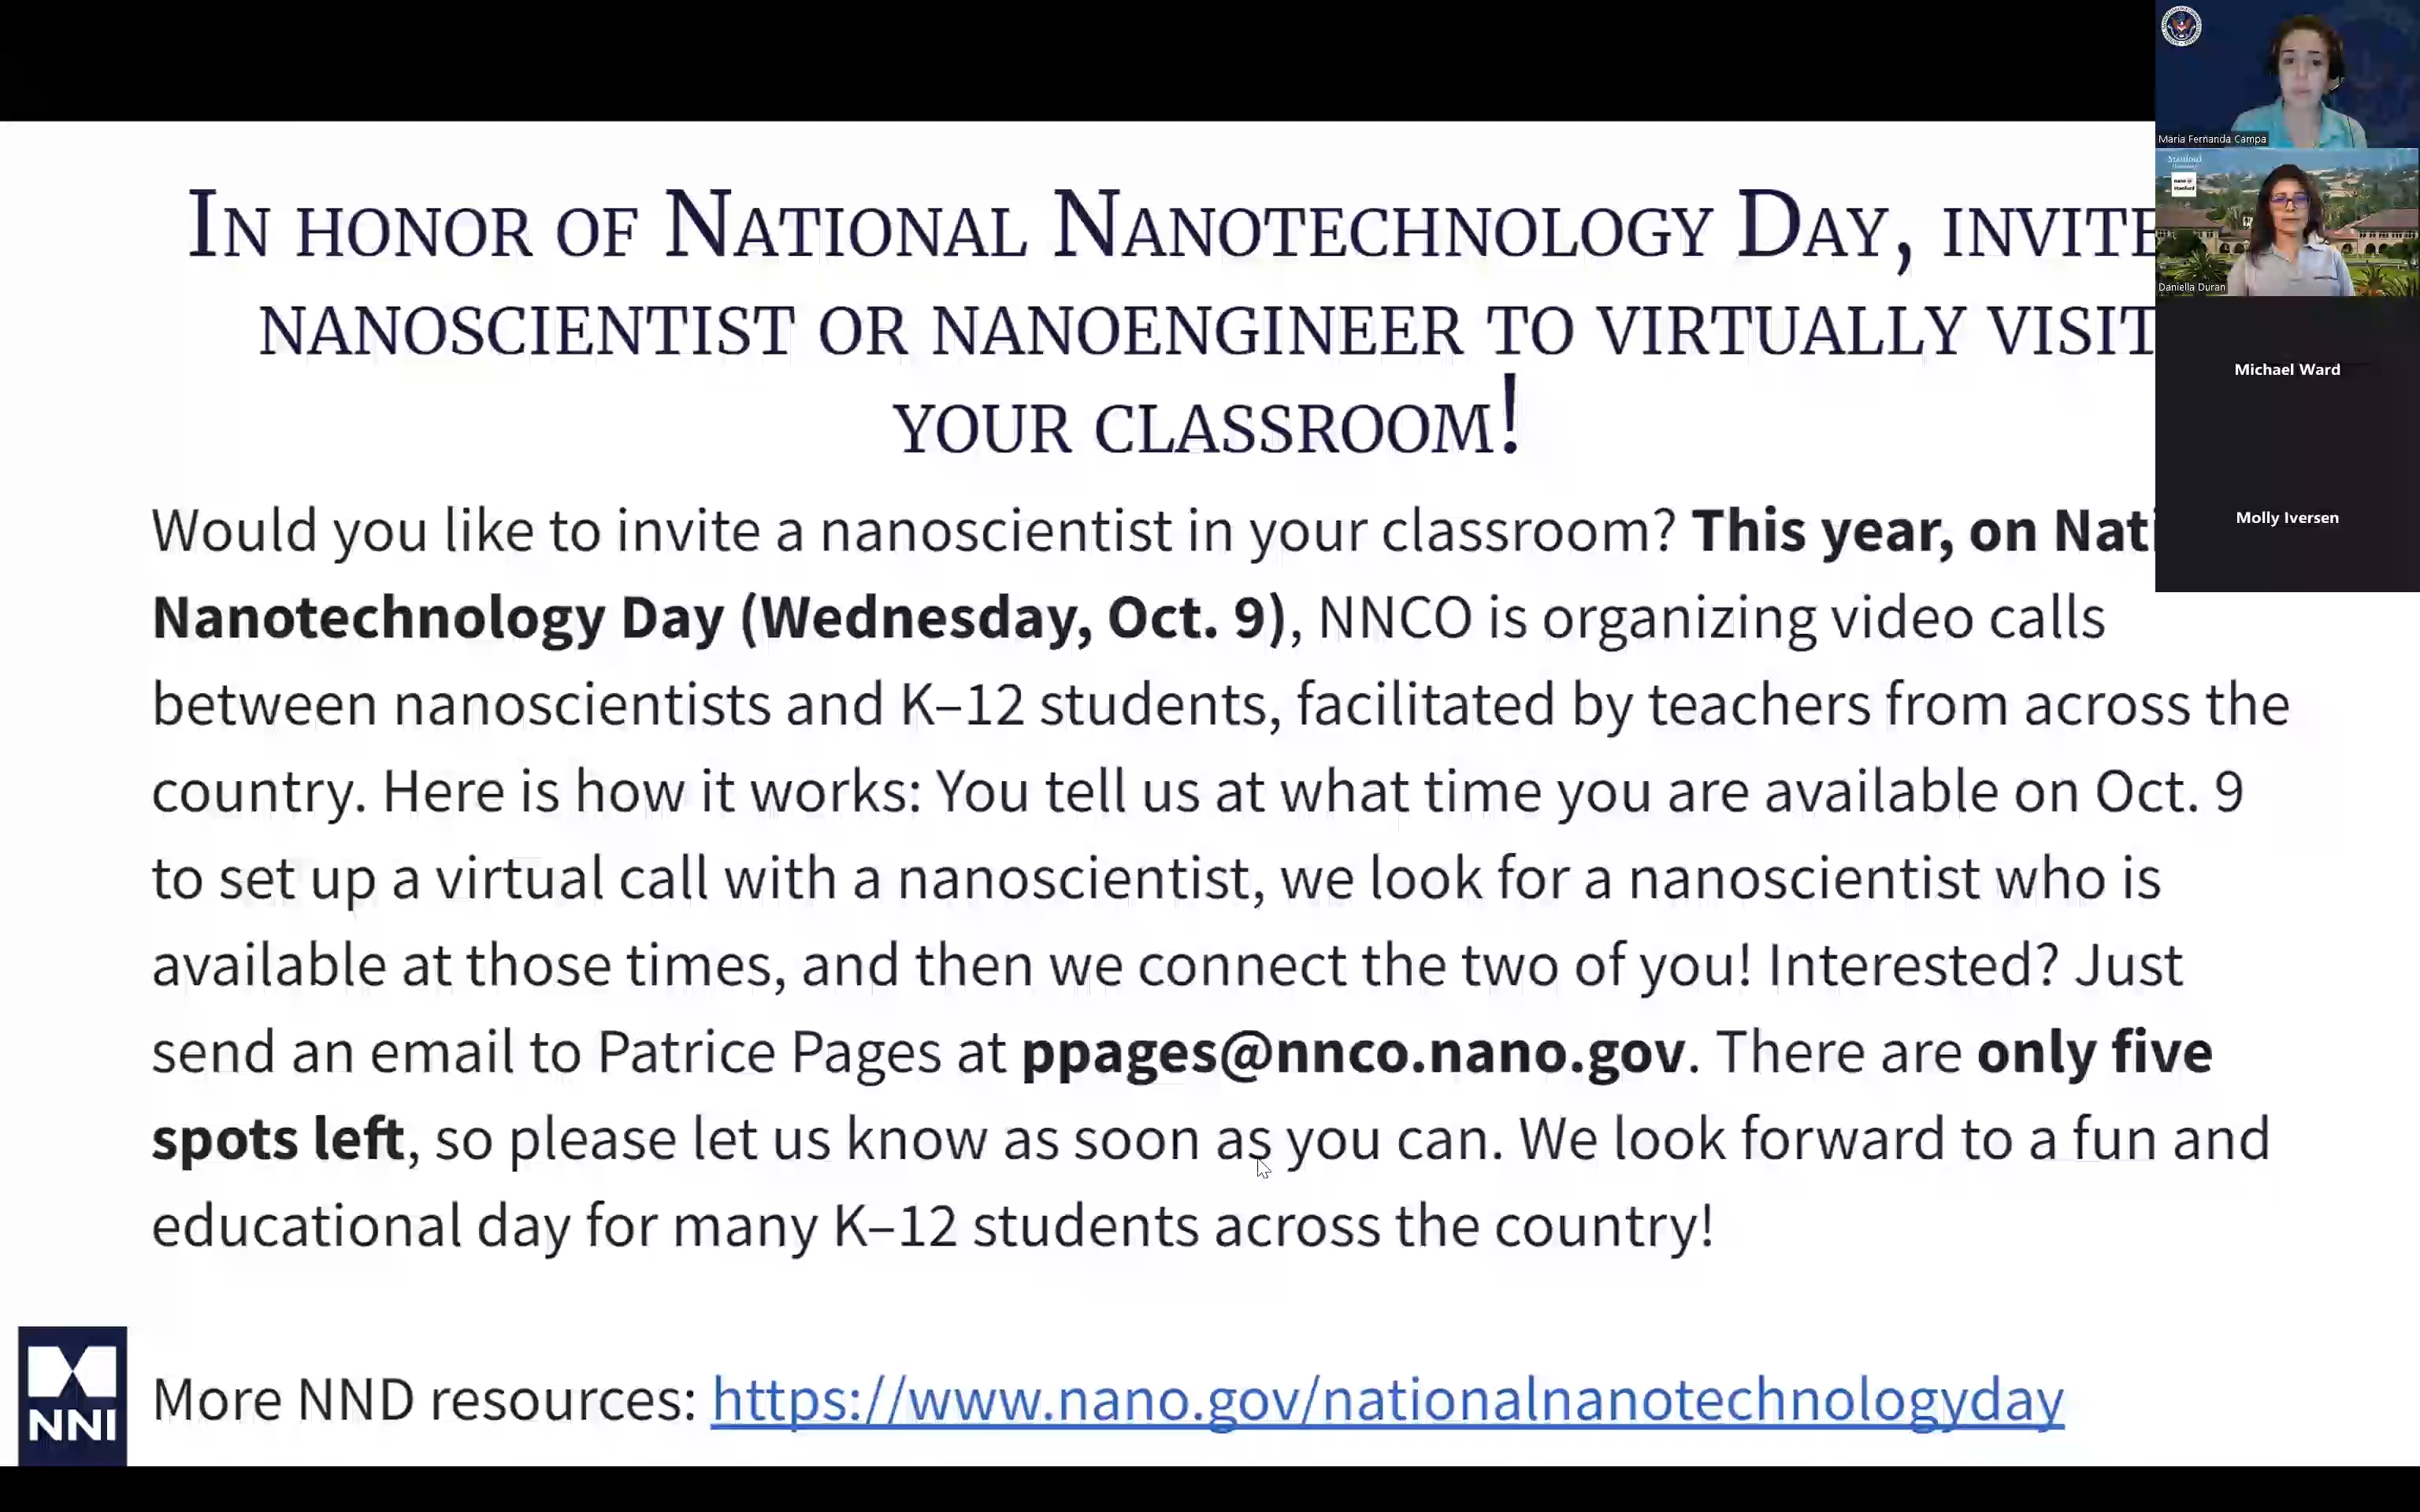 In honor of National Nanotechnology Day, invite
nanoscientist or nanoengineer to virtually visit
your classroom!
Would you like to invite a nanoscientist in your classroom? This year, on Nati
Nanotechnology Day (Wednesday, Oct. 9), NNCO is organizing video calls
between nanoscientists and K–12 students, facilitated by teachers from across the
country. Here is how it works: You tell us at what time you are available on Oct. 9
to set up a virtual call with a nanoscientist, we look for a nanoscientist who is
available at those times, and then we connect the two of you! Interested? Just
send an email to Patrice Pages at ppages@nnco.nano.gov. There are only five
spots left, so please let us know as soon as you can. We look forward to a fun and
educational day for many K–12 students across the country!
NNI
More NND resources: https://www.nano.gov/nationalnanotechnologyday
Maria Fernanda Campa
Stanford
Daniella Duran
Michael Ward
Molly Iversen